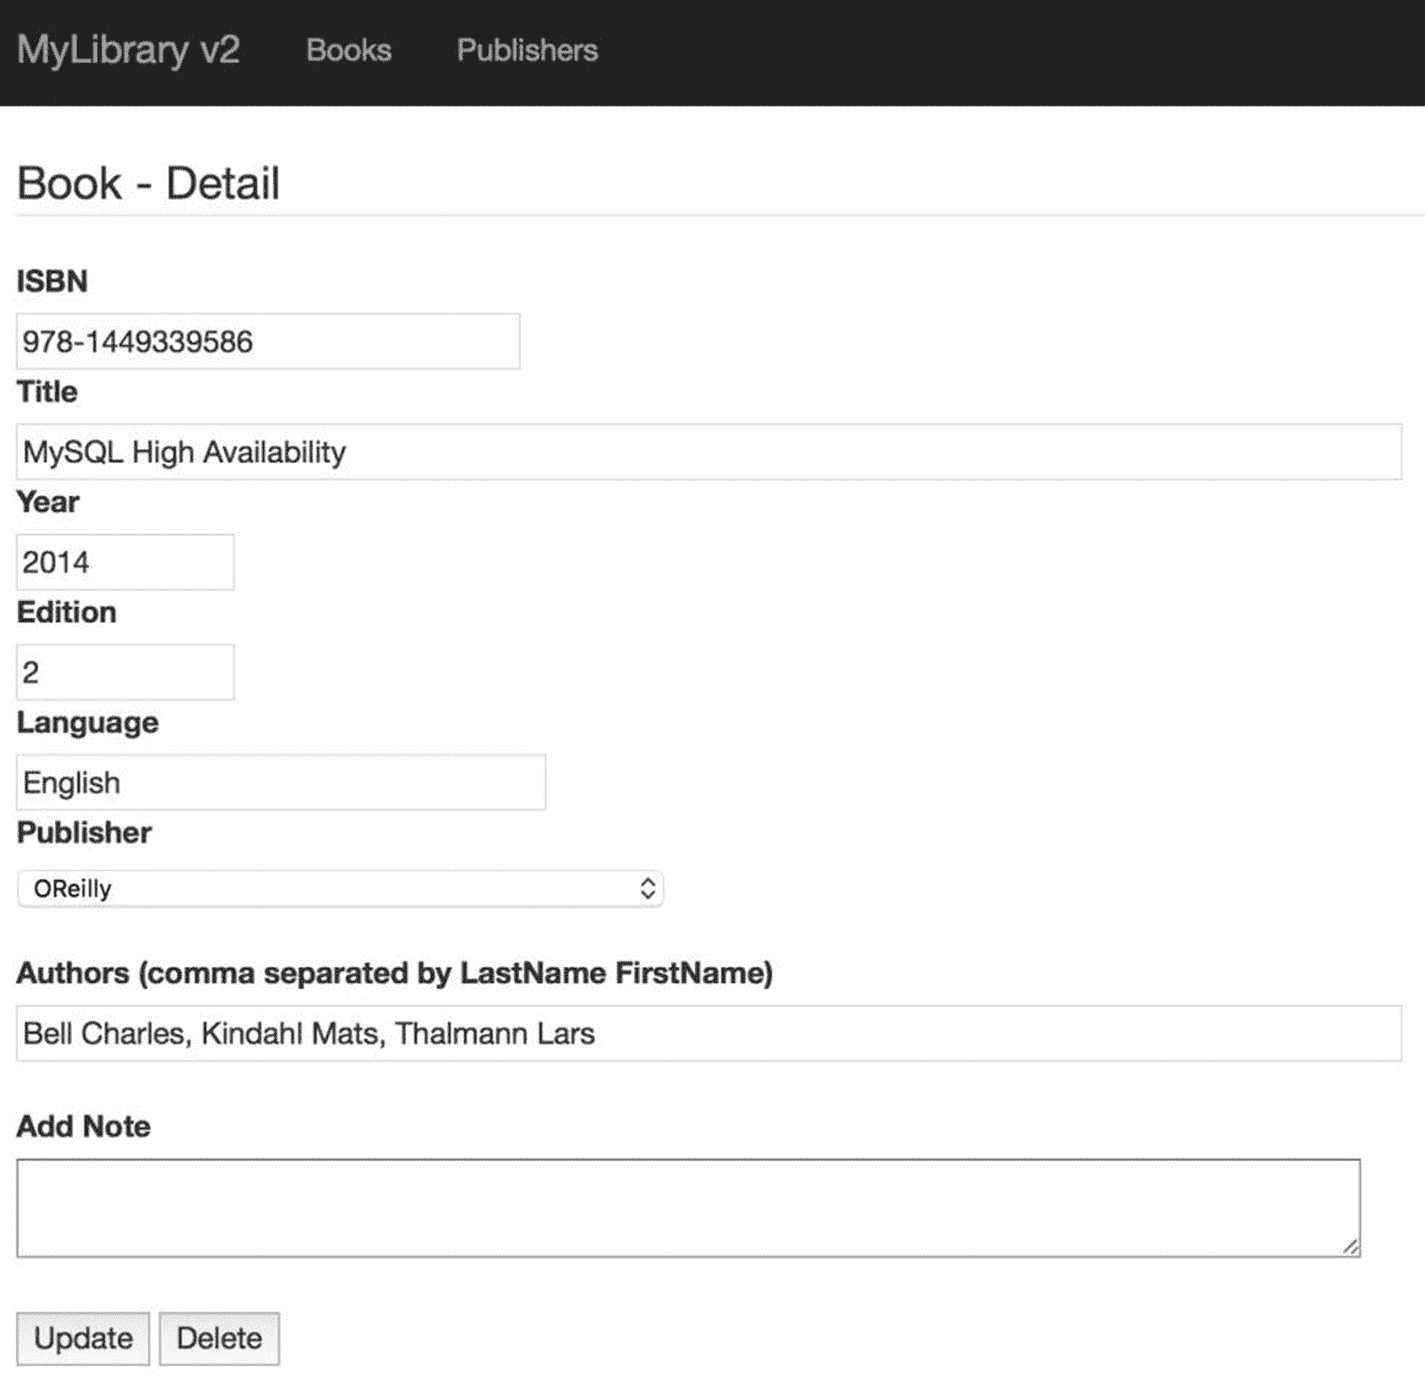 MyLibrary v2 Books Publishers
Book - Detail
ISBN
978-1449339586
Title
MySQL High Availability
Year
2014
Edition
2
Language
English
Publisher
OReilly
Authors (comma separated by LastName FirstName)
Bell Charles, Kindahl Mats, Thalmann Lars
Add Note
Update Delete